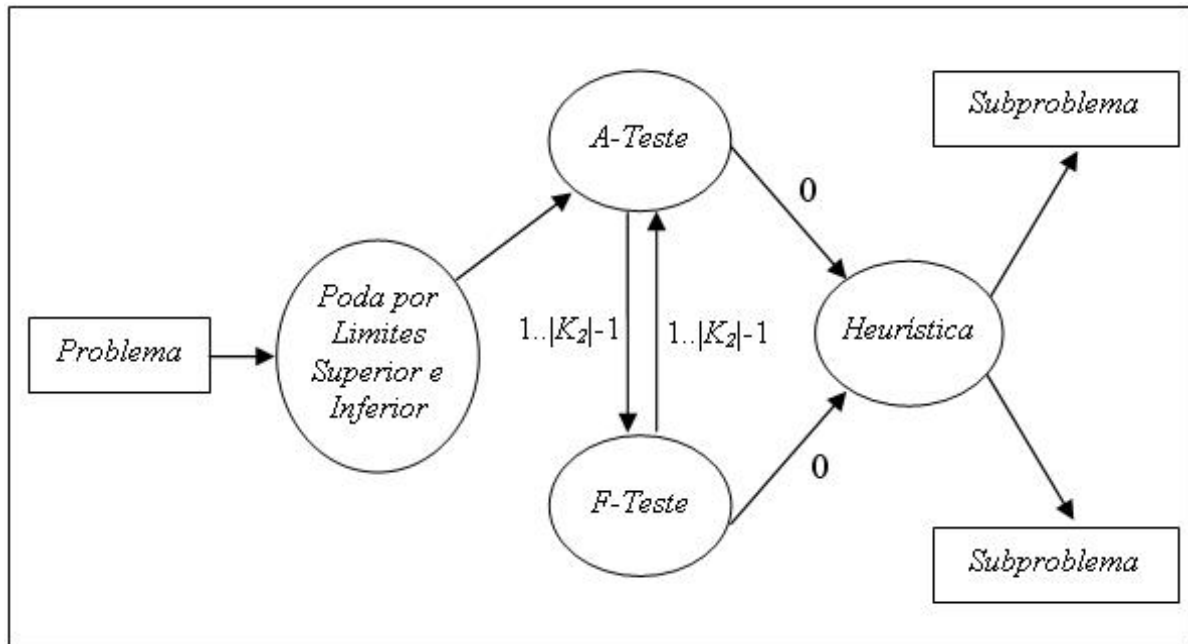 Problema
Poda por
Limites
Superior e
Inferior
A-Teste
1..|K₂|-1
1..|K₂|-1
F-Teste
0
0
Heurística
Subproblema
Subproblema